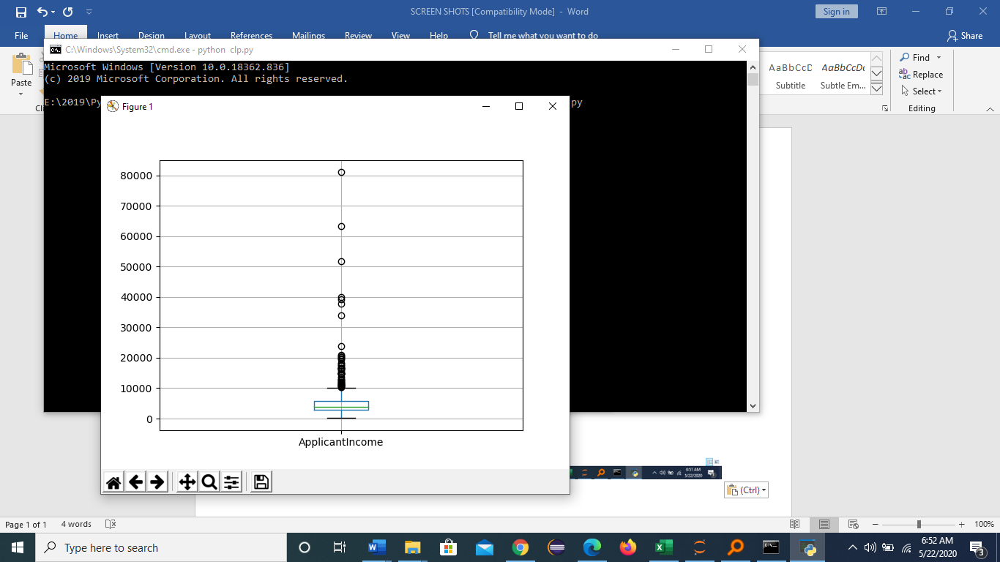 SCREEN SHOTS [Compatibility Mode] - Word
Sign in
File Home Insert Design Layout References Mailings Review View Help Tell me what you want to do Share
C:\Windows\System32\cmd.exe - python clp.py
Microsoft Windows [Version 10.0.18362.836]
(c) 2019 Microsoft Corporation. All rights reserved.
E:\2019\Py
py
Paste
AaBbCcD AaBbCcDc
Subtitle Subtle Em...
Find
Replace
Select
Editing
Figure 1
80000
70000
60000
50000
40000
30000
20000
10000
0
ApplicantIncome
6:51 AM
5/22/2020
(Ctrl)
Page 1 of 1 4 words 100%
Type here to search
6:52 AM
5/22/2020
3